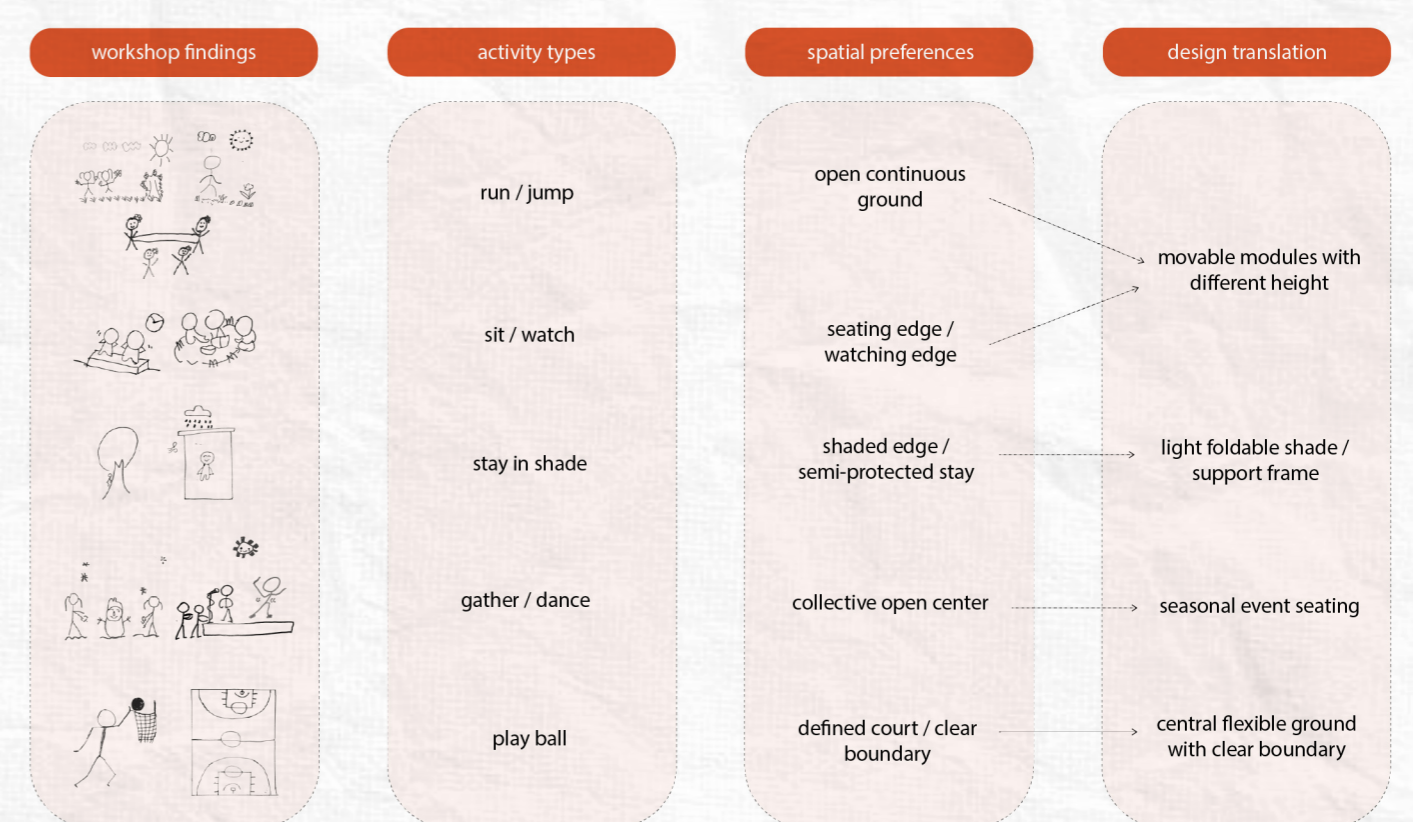 workshop findings
activity types
spatial preferences
design translation
run / jump
open continuous
ground
movable modules with
different height
sit / watch
seating edge /
watching edge
stay in shade
shaded edge /
semi-protected stay
light foldable shade /
support frame
gather / dance
collective open center
seasonal event seating
play ball
defined court / clear
boundary
central flexible ground
with clear boundary